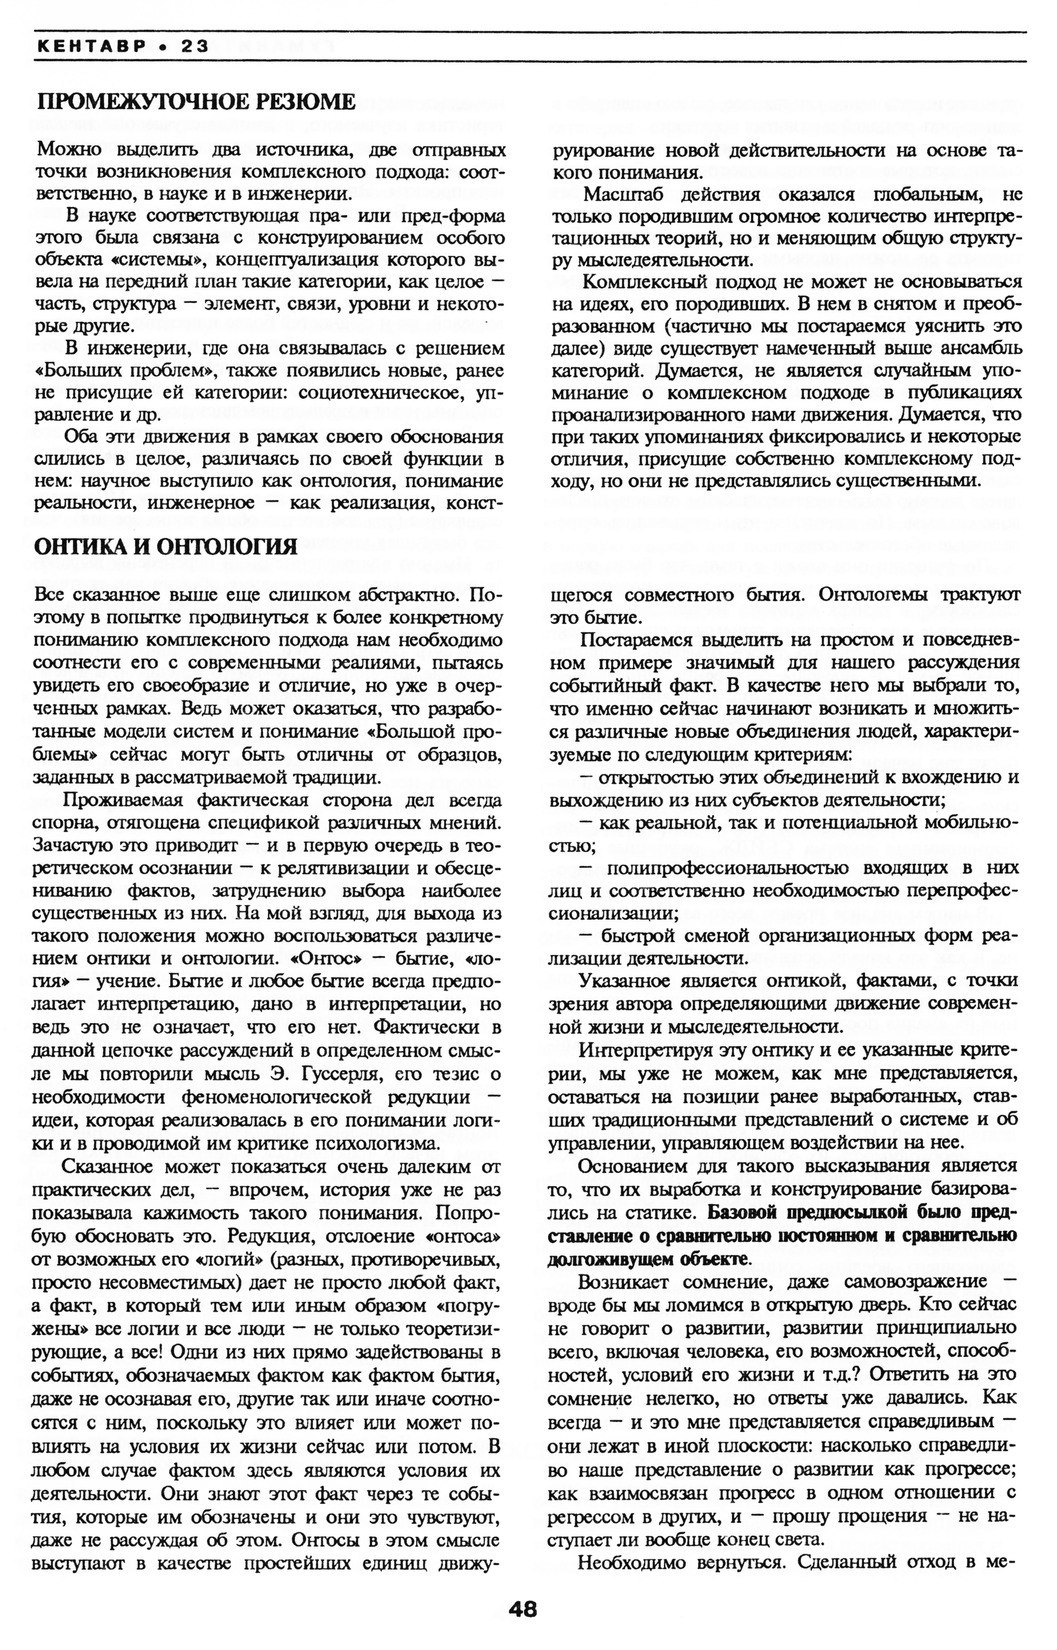 КЕНТАВР • 23
ПРОМЕЖУТОЧНОЕ РЕЗЮМЕ
Можно выделить два источника, две отправных
точки возникновения комплексного подхода: соот-
ветственно, в науке и в инженерии.
В науке соответствующая пра- или пред-форма
этого была связана с конструированием особого
объекта «системы», концептуализация которого вы-
вела на передний план такие категории, как целое —
часть, структура — элемент, связи, уровни и некото-
рые другие.
В инженерии, где она связывалась с решением
«Больших проблем», также появились новые, ранее
не присущие ей категории: социотехническое, уп-
равление и др.
Оба эти движения в рамках своего обоснования
слились в целое, различаясь по своей функции в
нем: научное выступило как онтология, понимание
реальности, инженерное — как реализация, конст-
руирование новой действительности на основе та-
кого понимания.
Масштаб действия оказался глобальным, не
только породившим огромное количество интерпре-
тационных теорий, но и меняющим общую структу-
ру мыследеятельности.
Комплексный подход не может не основываться
на идеях, его породивших. В нем в снятом и преоб-
разованном (частично мы постараемся уяснить это
далее) виде существует намеченный выше ансамбль
категорий. Думается, не является случайным упо-
минание о комплексном подходе в публикациях
проанализированного нами движения. Думается, что
при таких упоминаниях фиксировались и некоторые
отличия, присущие собственно комплексному под-
ходу, но они не представлялись существенными.
ОНТИКА И ОНТОЛОГИЯ
Все сказанное выше еще слишком абстрактно. По-
этому в попытке продвинуться к более конкретному
пониманию комплексного подхода нам необходимо
соотнести его с современными реалиями, пытаясь
увидеть его своеобразие и отличие, но уже в очер-
ченных рамках. Ведь может оказаться, что разрабо-
танные модели систем и понимание «Большой про-
блемы» сейчас могут быть отличны от образцов,
заданных в рассматриваемой традиции.
Проживаемая фактическая сторона дел всегда
спорна, отягощена спецификой различных мнений.
Зачастую это приводит — и в первую очередь в тео-
ретическом осознании — к релятивизации и обесце-
ниванию фактов, затруднению выбора наиболее
существенных из них. На мой взгляд, для выхода из
такого положения можно воспользоваться различе-
нием онтики и онтологии. «Онтос» — бытие, «ло-
гия» — учение. Бытие и любое бытие всегда предпо-
лагает интерпретацию, дано в интерпретации, но
ведь это не означает, что его нет. Фактически в
данной цепочке рассуждений в определенном смыс-
ле мы повторили мысль Э. Гуссерля, его тезис о
необходимости феноменологической редукции —
идеи, которая реализовалась в его понимании логи-
ки и в проводимой им критике психологизма.
Сказанное может показаться очень далеким от
практических дел, — впрочем, история уже не раз
показывала кажимость такого понимания. Попро-
бую обосновать это. Редукция, отслоение «онтоса»
от возможных его «логий» (разных, противоречивых,
просто несовместимых) дает не просто любой факт,
а факт, в который тем или иным образом «погру-
жены» все логии и все люди — не только теоретизи-
рующие, а все! Одни из них прямо задействованы в
событиях, обозначаемых фактом как фактом бытия,
даже не осознавая его, другие так или иначе соотно-
сятся с ним, поскольку это влияет или может по-
влиять на условия их жизни сейчас или потом. В
любом случае фактом здесь являются условия их
деятельности. Они знают этот факт через те собы-
тия, которые им обозначены и они это чувствуют,
даже не рассуждая об этом. Онтосы в этом смысле
выступают в качестве простейших единиц движу-
щегося совместного бытия. Онтологемы трактуют
это бытие.
Постараемся выделить на простом и повседнев-
ном примере значимый для нашего рассуждения
событийный факт. В качестве него мы выбрали то,
что именно сейчас начинают возникать и множить-
ся различные новые объединения людей, характери-
зуемые по следующим критериям:
— открытостью этих объединений к вхождению и
выхождению из них субъектов деятельности;
— как реальной, так и потенциальной мобильно-
стью;
— полипрофессиональностью входящих в них
лиц и соответственно необходимостью перепрофес-
сионализации;
— быстрой сменой организационных форм реа-
лизации деятельности.
Указанное является онтикой, фактами, с точки
зрения автора определяющими движение современ-
ной жизни и мыследеятельности.
Интерпретируя эту онтику и ее указанные крите-
рии, мы уже не можем, как мне представляется,
оставаться на позиции ранее выработанных, став-
ших традиционными представлений о системе и об
управлении, управляющем воздействии на нее.
Основанием для такого высказывания является
то, что их выработка и конструирование базирова-
лись на статике. Базовой предпосылкой было пред-
ставление о сравнительно постоянном и сравнительно
долгоживущем объекте.
Возникает сомнение, даже самовозражение —
вроде бы мы ломимся в открытую дверь. Кто сейчас
не говорит о развитии, развитии принципиально
всего, включая человека, его возможностей, способ-
ностей, условий его жизни и т.д.? Ответить на это
сомнение нелегко, но ответы уже давались. Как
всегда — и это мне представляется справедливым —
они лежат в иной плоскости: насколько справедли-
во наше представление о развитии как прогрессе;
как взаимосвязан прогресс в одном отношении с
регрессом в других, и — прошу прощения — не на-
ступает ли вообще конец света.
Необходимо вернуться. Сделанный отход в ме-
48